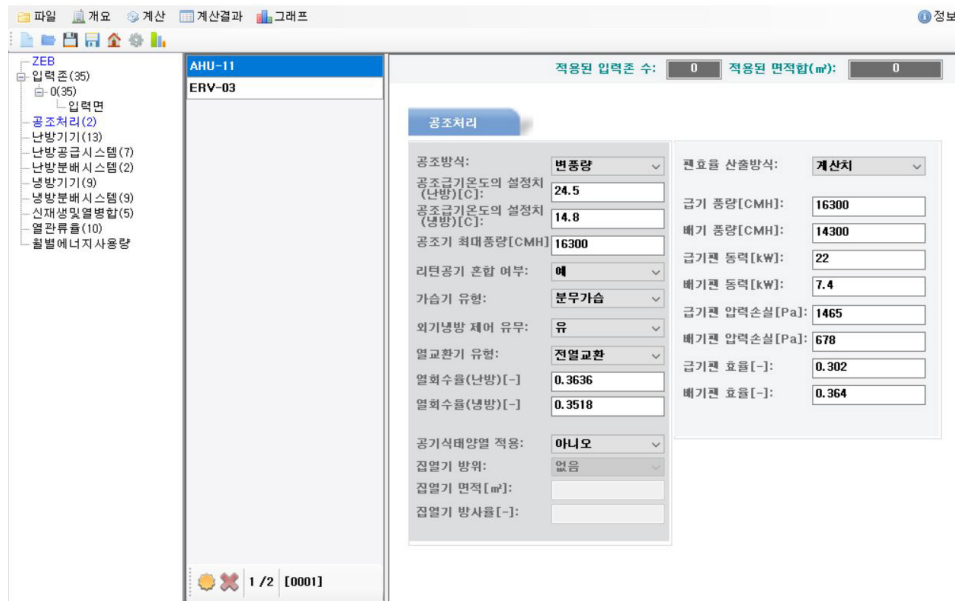 파일 개요 계산 계산결과 그래프 정보
ZEB
입력존(35)
0(35)
입력면
공조처리(2)
난방기기(13)
난방공급시스템(7)
난방분배시스템(2)
냉방기기(9)
냉방분배시스템(9)
신재생및열병합(5)
열관류율(10)
월별에너지사용량
AHU-11
ERV-03
1 /2 [0001]
적용된 입력존 수: 0 적용된 면적합(㎡): 0
공조처리
공조방식: 변풍량
공조급기온도의 설정치(난방)[C]: 24.5
공조급기온도의 설정치(냉방)[C]: 14.8
공조기 최대풍량[CMH] 16300
리턴공기 혼합 여부: 예
가습기 유형: 분무가습
외기냉방 제어 유무: 유
열교환기 유형: 전열교환
열회수율(난방)[-] 0.3636
열회수율(냉방)[-] 0.3518
공기식태양열 적용: 아니오
집열기 방위: 없음
집열기 면적[㎡]:
집열기 방사율[-]:
팬효율 산출방식: 계산치
급기 풍량[CMH]: 16300
배기 풍량[CMH]: 14300
급기팬 동력[kW]: 22
배기팬 동력[kW]: 7.4
급기팬 압력손실[Pa]: 1465
배기팬 압력손실[Pa]: 678
급기팬 효율[-]: 0.302
배기팬 효율[-]: 0.364